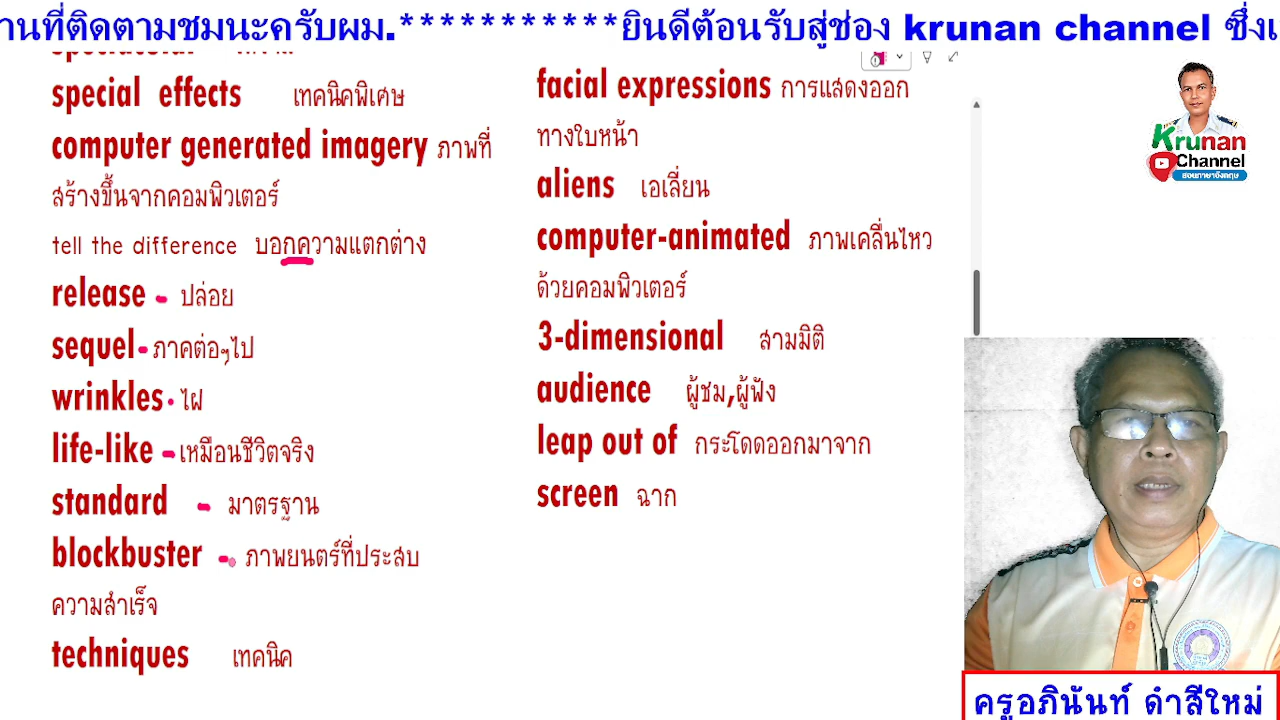 านที่ติดตามชมนะครับผม.***********ยินดีต้อนรับสู่ช่อง krunan channel ซึ่งเ
special effects เทคนิคพิเศษ
computer generated imagery ภาพที่
สร้างขึ้นจากคอมพิวเตอร์
tell the difference บอกความแตกต่าง
release ปล่อย
sequel ภาคต่อๆไป
wrinkles ไฝ
life-like เหมือนชีวิตจริง
standard มาตรฐาน
blockbuster ภาพยนตร์ที่ประสบ
ความสำเร็จ
techniques เทคนิค
facial expressions การแสดงออก
ทางใบหน้า
aliens เอเลี่ยน
computer-animated ภาพเคลื่นไหว
ด้วยคอมพิวเตอร์
3-dimensional สามมิติ
audience ผู้ชม,ผู้ฟัง
leap out of กระโดดออกมาจาก
screen ฉาก
Krunan
Channel
สอนภาษาอังกฤษ
ครูอภินันท์ ดำสีใหม่